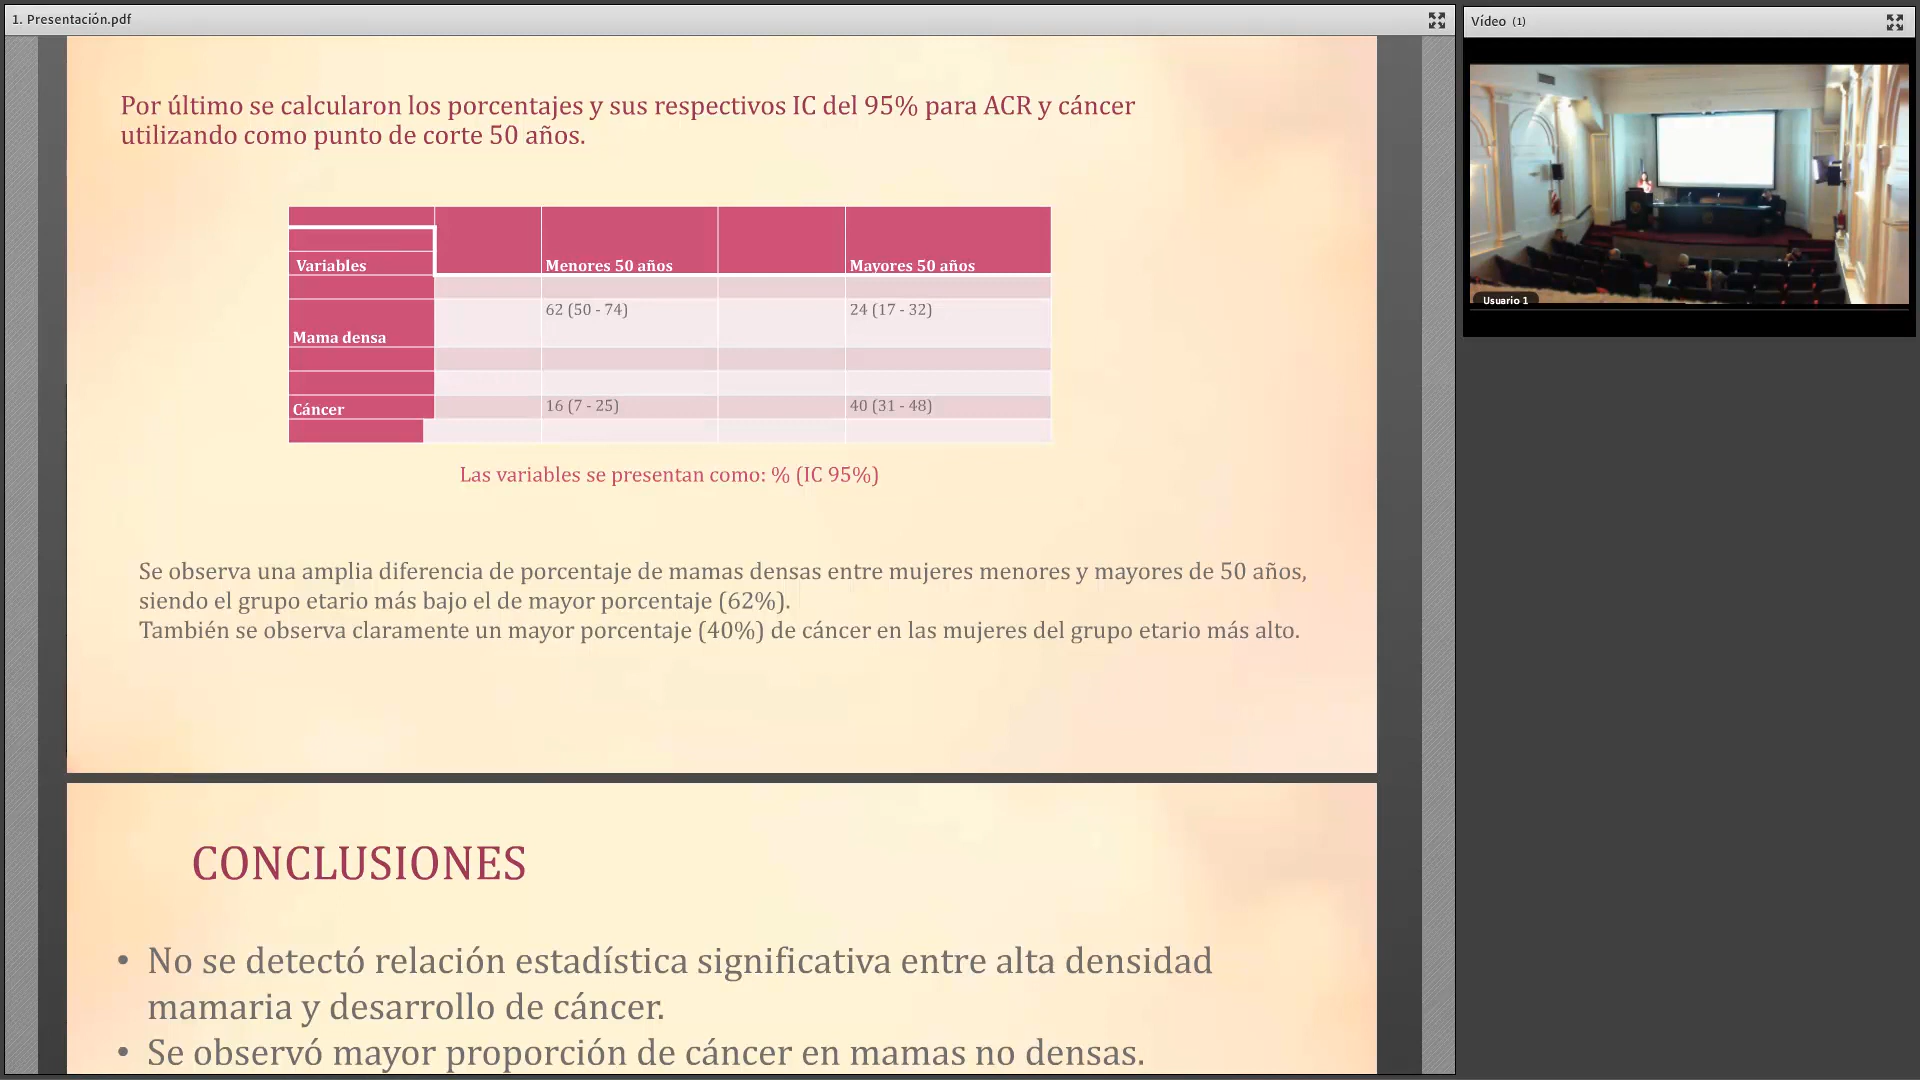 1. Presentación.pdf
Vídeo (1)
Por último se calcularon los porcentajes y sus respectivos IC del 95% para ACR y cáncer
utilizando como punto de corte 50 años.
Variables Menores 50 años Mayores 50 años
Mama densa 62 (50 - 74) 24 (17 - 32)
Cáncer 16 (7 - 25) 40 (31 - 48)
Las variables se presentan como: % (IC 95%)
Se observa una amplia diferencia de porcentaje de mamas densas entre mujeres menores y mayores de 50 años,
siendo el grupo etario más bajo el de mayor porcentaje (62%).
También se observa claramente un mayor porcentaje (40%) de cáncer en las mujeres del grupo etario más alto.
CONCLUSIONES
• No se detectó relación estadística significativa entre alta densidad
mamaria y desarrollo de cáncer.
• Se observó mayor proporción de cáncer en mamas no densas.
Usuario 1